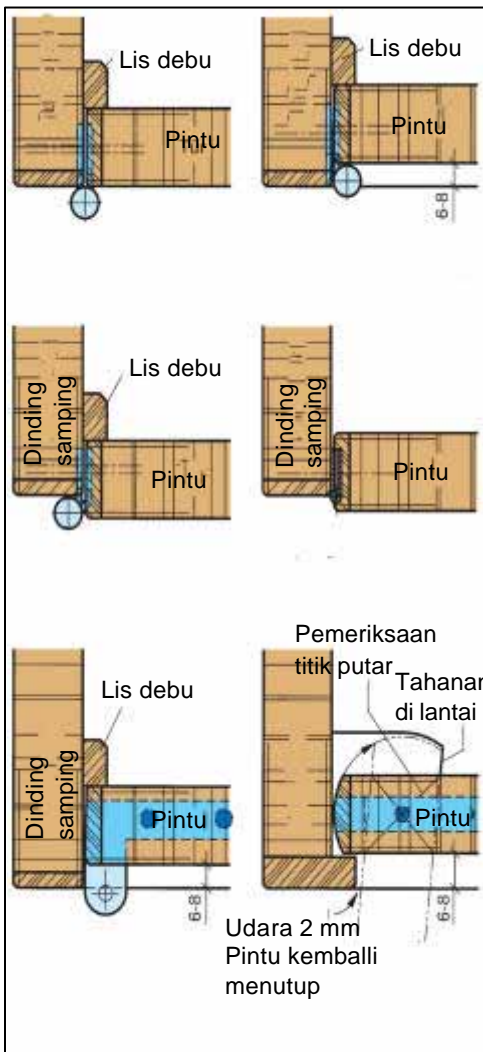 Lis debu
Pintu
Lis debu
Pintu
6-8
Lis debu
Dinding
samping
Pintu
Dinding
samping
Pintu
Lis debu
Dinding
samping
Pintu
6-8
Pemeriksaan
titik putar
Tahanan
di lantai
Pintu
6-8
Udara 2 mm
Pintu kemballi
menutup